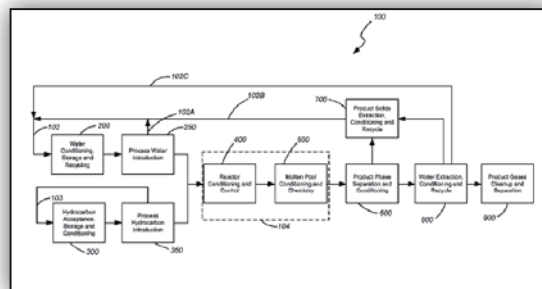 100
102C
102B
102A
102
200
250
700
Product Solids
Extraction,
Conditioning and
Recycle
Water
Conditioning,
Storage and
Recycling
Process Water
Introduction
400
500
Reactor
Conditioning and
Control
Molten Pool
Conditioning and
Chemistry
Product Phase
Separation and
Conditioning
Water Extraction,
Conditioning and
Recycle
Product Gases
Cleanup and
Separation
103
Hydrocarbon
Acceptance,
Storage and
Conditioning
Process
Hydrocarbon
Introduction
104
600
900
300
350